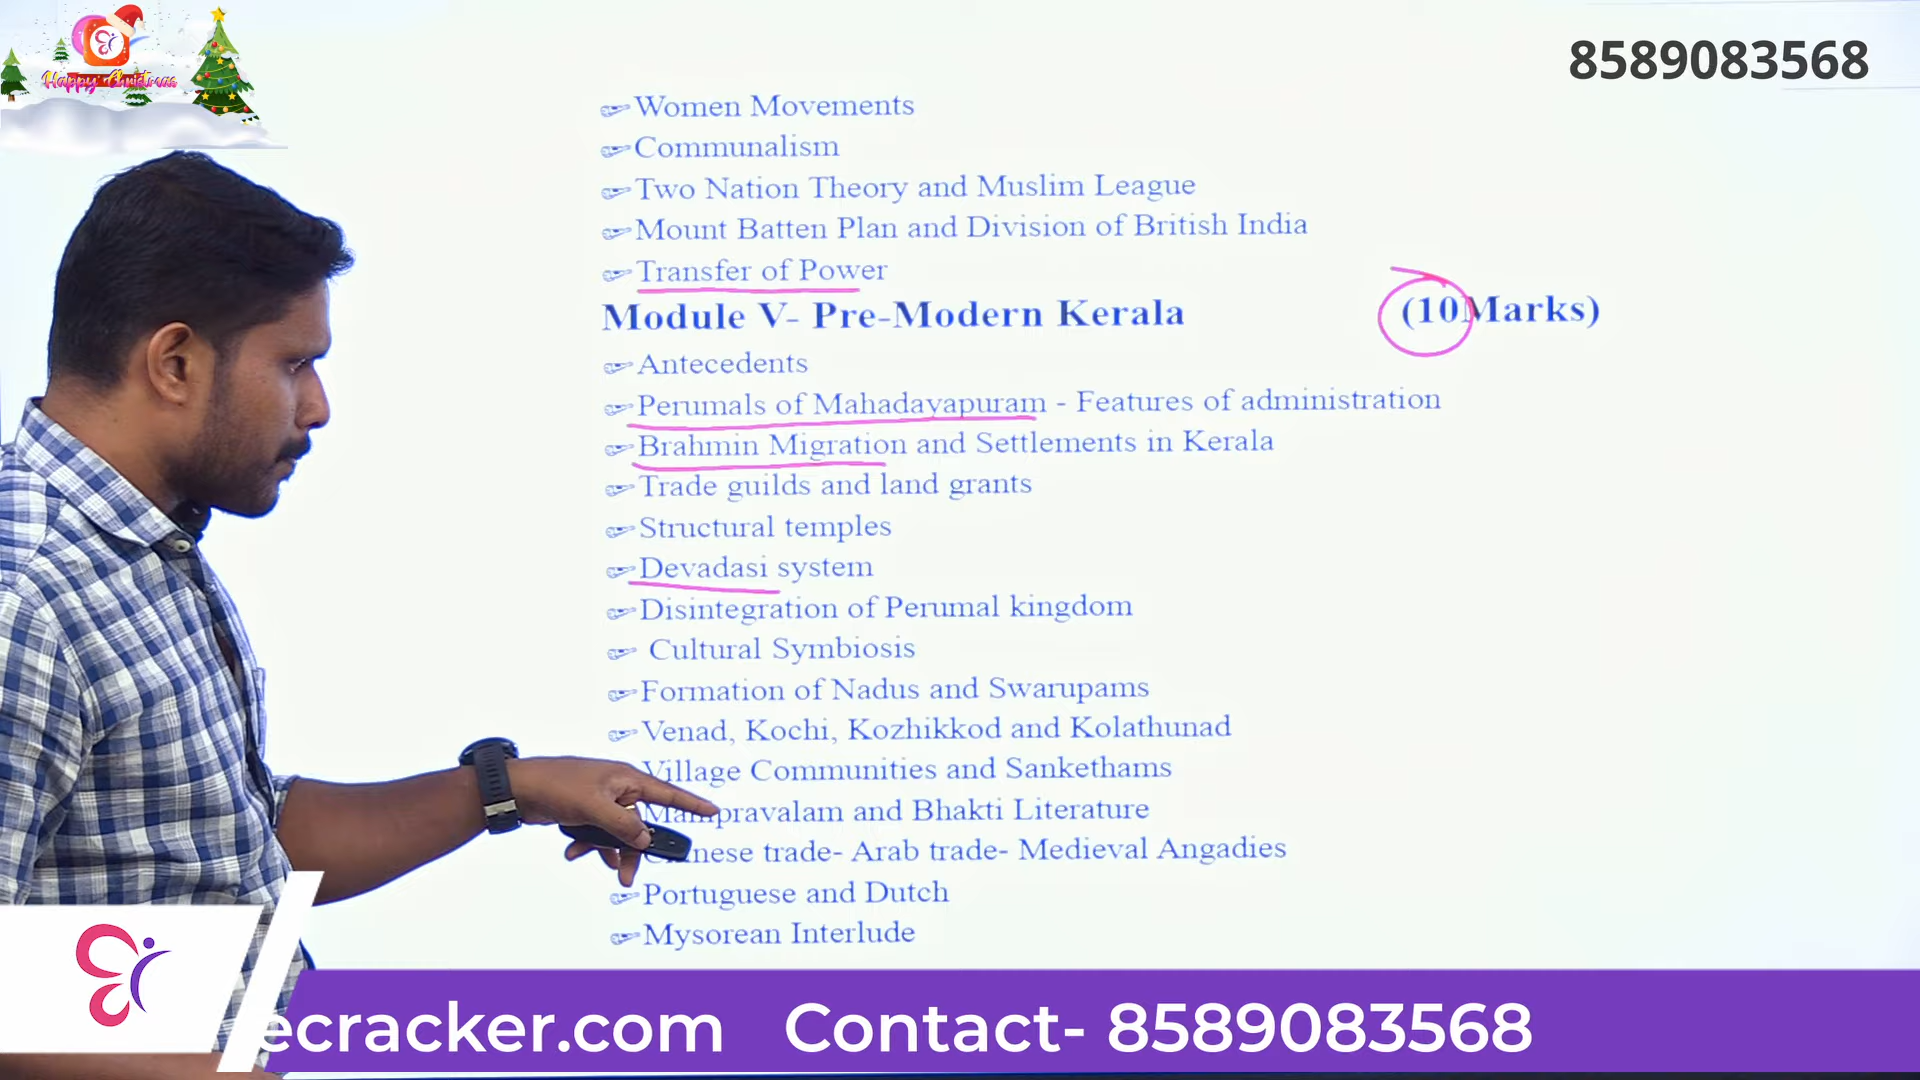 Happy Christmas
8589083568
Women Movements
Communalism
Two Nation Theory and Muslim League
Mount Batten Plan and Division of British India
Transfer of Power
Module V- Pre-Modern Kerala (10Marks)
Antecedents
Perumals of Mahadayapuram - Features of administration
Brahmin Migration and Settlements in Kerala
Trade guilds and land grants
Structural temples
Devadasi system
Disintegration of Perumal kingdom
Cultural Symbiosis
Formation of Nadus and Swarupams
Venad, Kochi, Kozhikkod and Kolathunad
Village Communities and Sankethams
and Bhakti Literature
trade- Arab trade- Medieval Angadies
Portuguese and Dutch
Mysorean Interlude
ecracker.com Contact- 8589083568